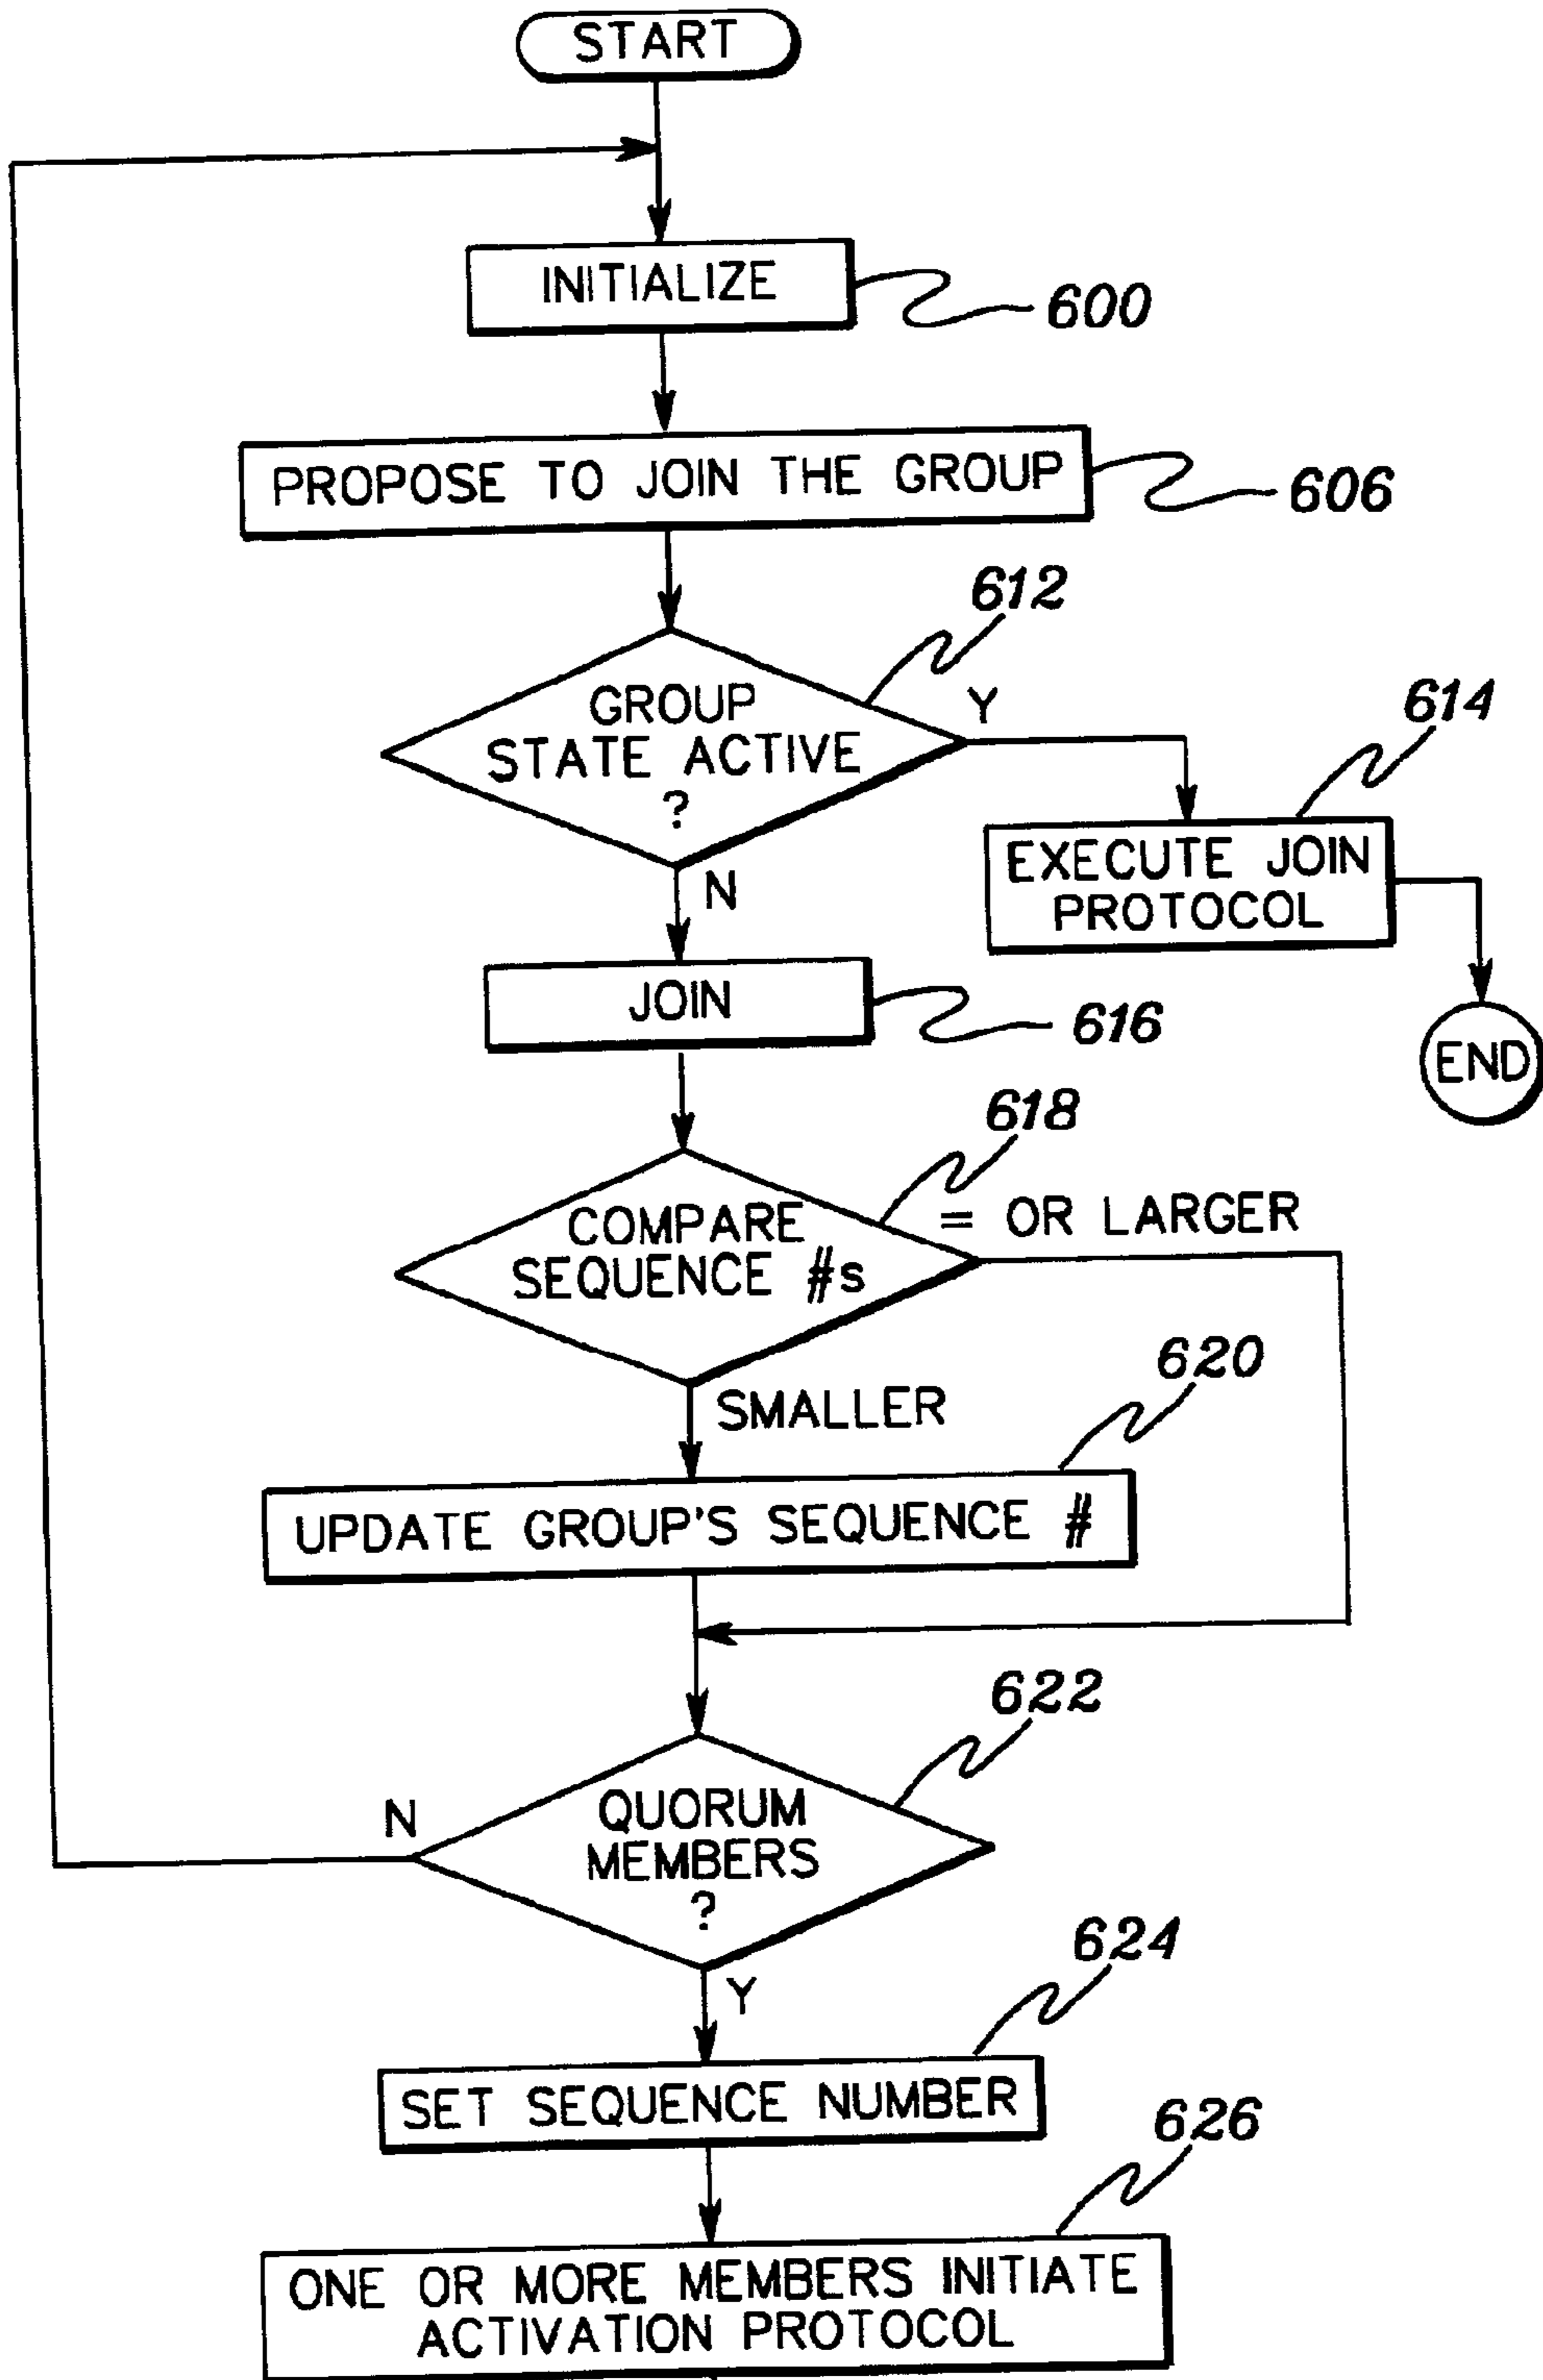 START
INITIALIZE
600
PROPOSE TO JOIN THE GROUP
606
612
GROUP
STATE ACTIVE
?
Y
N
614
EXECUTE JOIN
PROTOCOL
END
JOIN
616
618
COMPARE
SEQUENCE #s
= OR LARGER
SMALLER
620
UPDATE GROUP'S SEQUENCE #
622
QUORUM
MEMBERS
?
N
Y
624
SET SEQUENCE NUMBER
626
ONE OR MORE MEMBERS INITIATE
ACTIVATION PROTOCOL